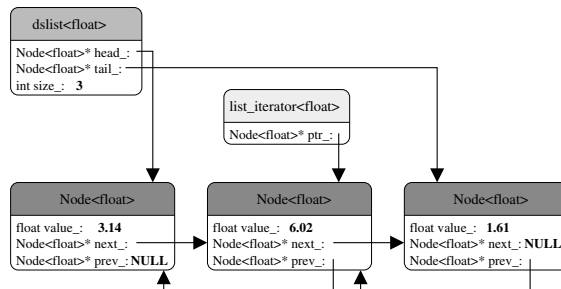 dslist<float>
Node<float>* head_:
Node<float>* tail_:
int size_: 3
list_iterator<float>
Node<float>* ptr_:
Node<float>
float value_: 3.14
Node<float>* next_:
Node<float>* prev_: NULL
Node<float>
float value_: 6.02
Node<float>* next_:
Node<float>* prev_:
Node<float>
float value_: 1.61
Node<float>* next_: NULL
Node<float>* prev_: